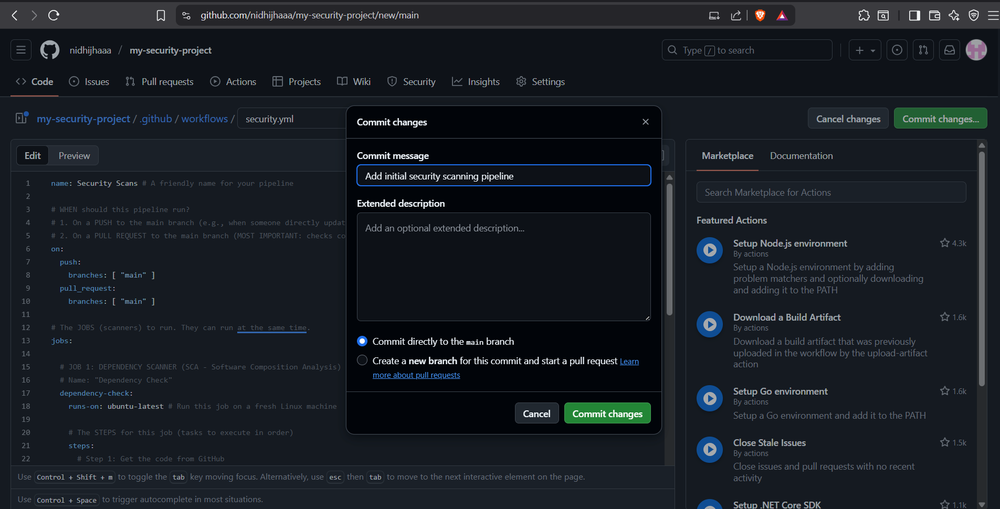 github.com/nidhijhaaa/my-security-project/new/main
nidhijhaaa / my-security-project
Type / to search
Code
Issues
Pull requests
Actions
Projects
Wiki
Security
Insights
Settings
my-security-project / .github / workflows / security.yml
Cancel changes
Commit changes...
Edit
Preview
1 name: Security Scans # A friendly name for your pipeline
2
3 # WHEN should this pipeline run?
4 # 1. On a PUSH to the main branch (e.g., when someone directly updat
5 # 2. On a PULL REQUEST to the main branch (MOST IMPORTANT: checks co
6 on:
7 push:
8 branches: [ "main" ]
9 pull_request:
10 branches: [ "main" ]
11
12 # The JOBS (scanners) to run. They can run at the same time.
13 jobs:
14
15 # JOB 1: DEPENDENCY SCANNER (SCA - Software Composition Analysis)
16 # Name: "Dependency Check"
17 dependency-check:
18 runs-on: ubuntu-latest # Run this job on a fresh Linux machine
19
20 # The STEPS for this job (tasks to execute in order)
21 steps:
22 # Step 1: Get the code from GitHub
Use Control + Shift + m to toggle the tab key moving focus. Alternatively, use esc then tab to move to the next interactive element on the page.
Use Control + Space to trigger autocomplete in most situations.
Commit changes
Commit message
Add initial security scanning pipeline
Extended description
Add an optional extended description...
Commit directly to the main branch
Create a new branch for this commit and start a pull request Learn
more about pull requests
Cancel
Commit changes
Marketplace
Documentation
Search Marketplace for Actions
Featured Actions
Setup Node.js environment
4.3k
By actions
Setup a Node.js environment by adding
problem matchers and optionally downloading
and adding it to the PATH
Download a Build Artifact
1.6k
By actions
Download a build artifact that was previously
uploaded in the workflow by the upload-artifact
action
Setup Go environment
1.6k
By actions
Setup a Go environment and add it to the PATH
Close Stale Issues
1.5k
By actions
Close issues and pull requests with no recent
activity
Setup .NET Core SDK
1.1k